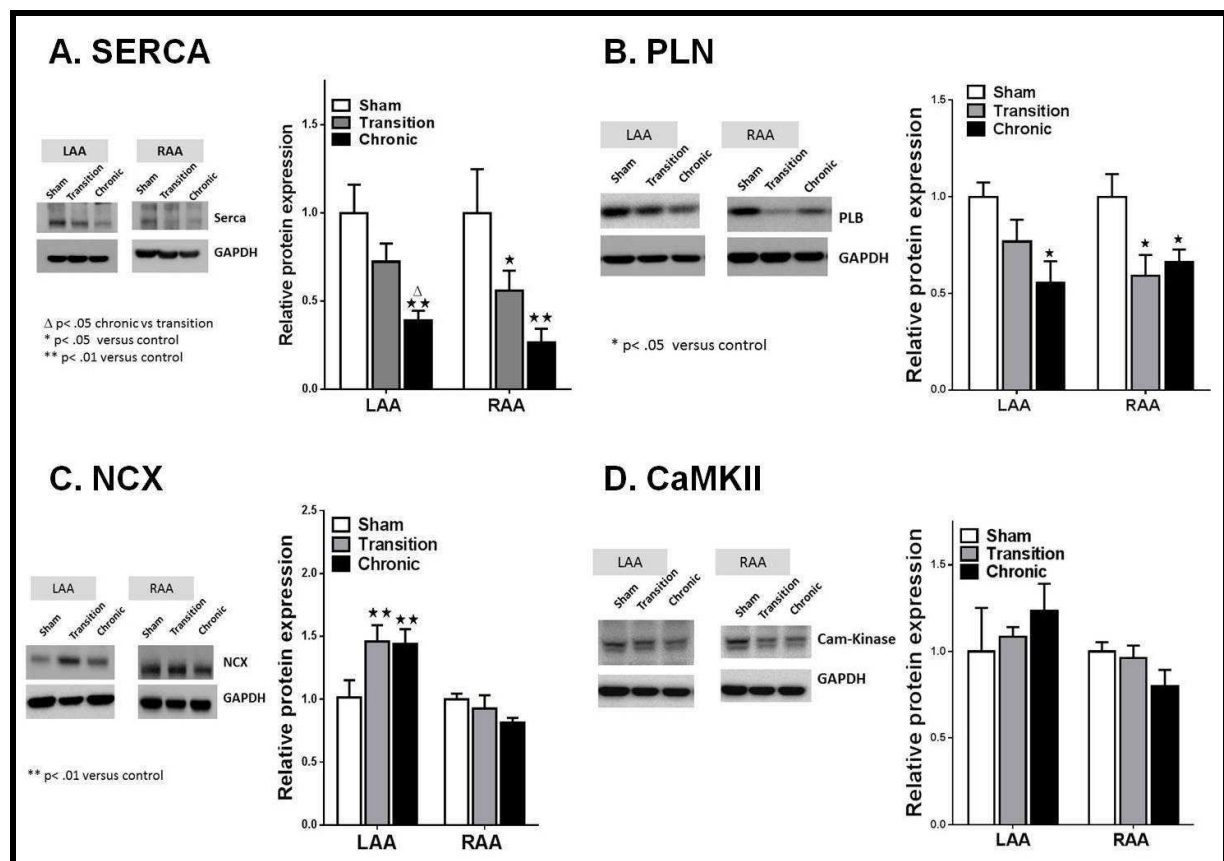 A. SERCA
LAA
RAA
Sham
Transition
Chronic
Sham
Transition
Chronic
Serca
GAPDH
Δ p< .05 chronic vs transition
* p< .05 versus control
** p< .01 versus control
Relative protein expression
1.5
1.0
0.5
0.0
Sham
Transition
Chronic
Δ
★★
★
★★
LAA
RAA
B. PLN
LAA
RAA
Sham
Transition
Chronic
Sham
Transition
Chronic
PLB
GAPDH
* p< .05 versus control
Relative protein expression
1.5
1.0
0.5
0.0
Sham
Transition
Chronic
★
★
★
LAA
RAA
C. NCX
LAA
RAA
Sham
Transition
Chronic
Sham
Transition
Chronic
NCX
GAPDH
** p< .01 versus control
Relative protein expression
2.5
2.0
1.5
1.0
0.5
0.0
Sham
Transition
Chronic
★★
★★
LAA
RAA
D. CaMKII
LAA
RAA
Sham
Transition
Chronic
Sham
Transition
Chronic
Cam-Kinase
GAPDH
Relative protein expression
1.5
1.0
0.5
0.0
Sham
Transition
Chronic
LAA
RAA